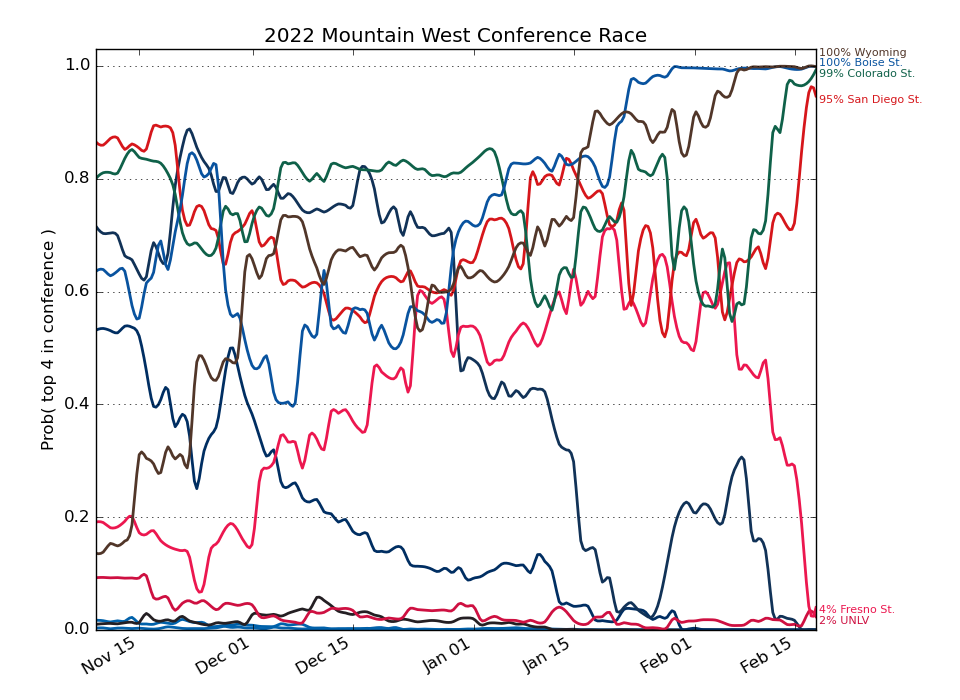 2022 Mountain West Conference Race
Prob( top 4 in conference )
1.0
0.8
0.6
0.4
0.2
0.0
Nov 15
Dec 01
Dec 15
Jan 01
Jan 15
Feb 01
Feb 15
100% Wyoming
100% Boise St.
99% Colorado St.
95% San Diego St.
4% Fresno St.
2% UNLV